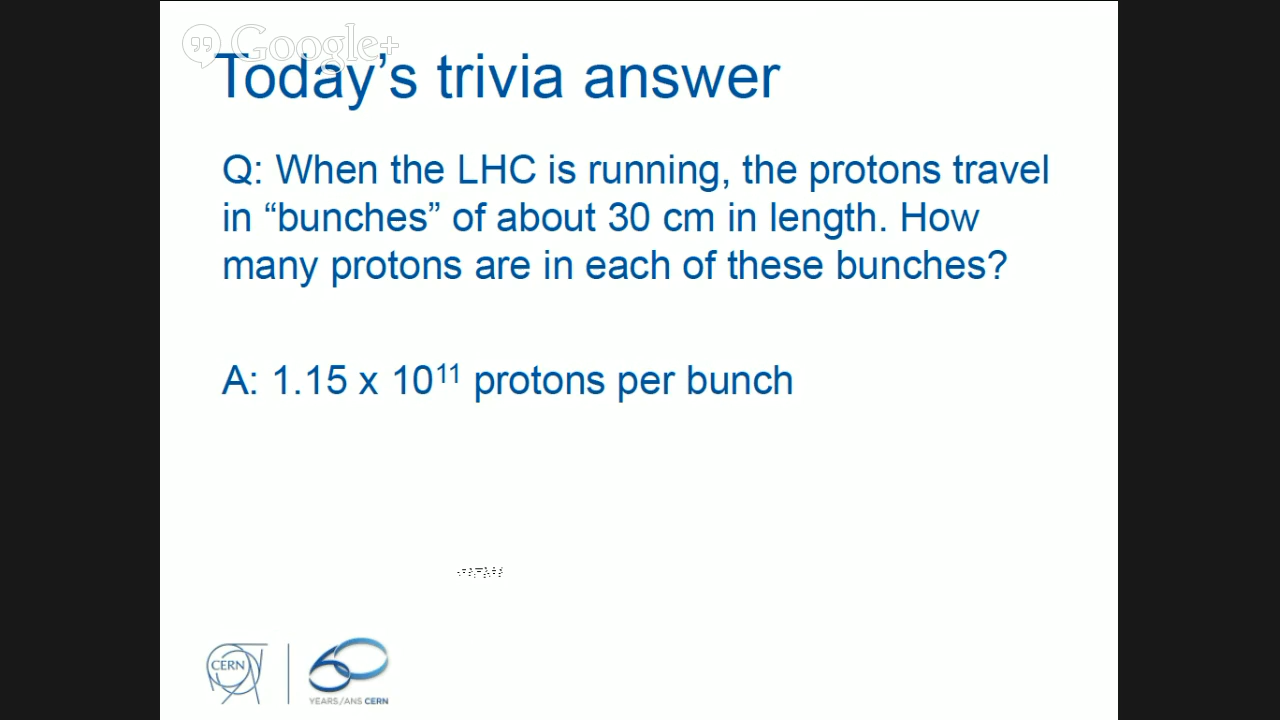 Google+
Today’s trivia answer
Q: When the LHC is running, the protons travel
in “bunches” of about 30 cm in length. How
many protons are in each of these bunches?
A: 1.15 x 10¹¹ protons per bunch
CERN
60
YEARS/ANS CERN